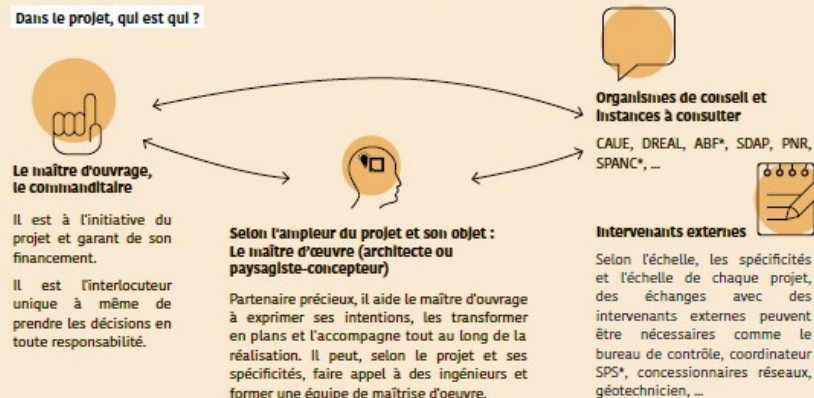 Dans le projet, qui est qui ?
Le maître d'ouvrage,
le commanditaire
Il est à l'initiative du
projet et garant de son
financement.
Il est l'interlocuteur
unique à même de
prendre les décisions en
toute responsabilité.
Selon l'ampleur du projet et son objet :
Le maître d'œuvre (architecte ou
paysagiste-concepteur)
Partenaire précieux, il aide le maître d'ouvrage
à exprimer ses intentions, les transformer
en plans et l'accompagne tout au long de la
réalisation. Il peut, selon le projet et ses
spécificités, faire appel à des ingénieurs et
former une équipe de maîtrise d'oeuvre.
Organismes de conseil et
instances à consulter
CAUE, DREAL, ABF*, SDAP, PNR,
SPANC*, ...
Intervenants externes
Selon l'échelle, les spécificités
et l'échelle de chaque projet,
des échanges avec des
intervenants externes peuvent
être nécessaires comme le
bureau de contrôle, coordinateur
SPS*, concessionnaires réseaux,
géotechnicien, ...